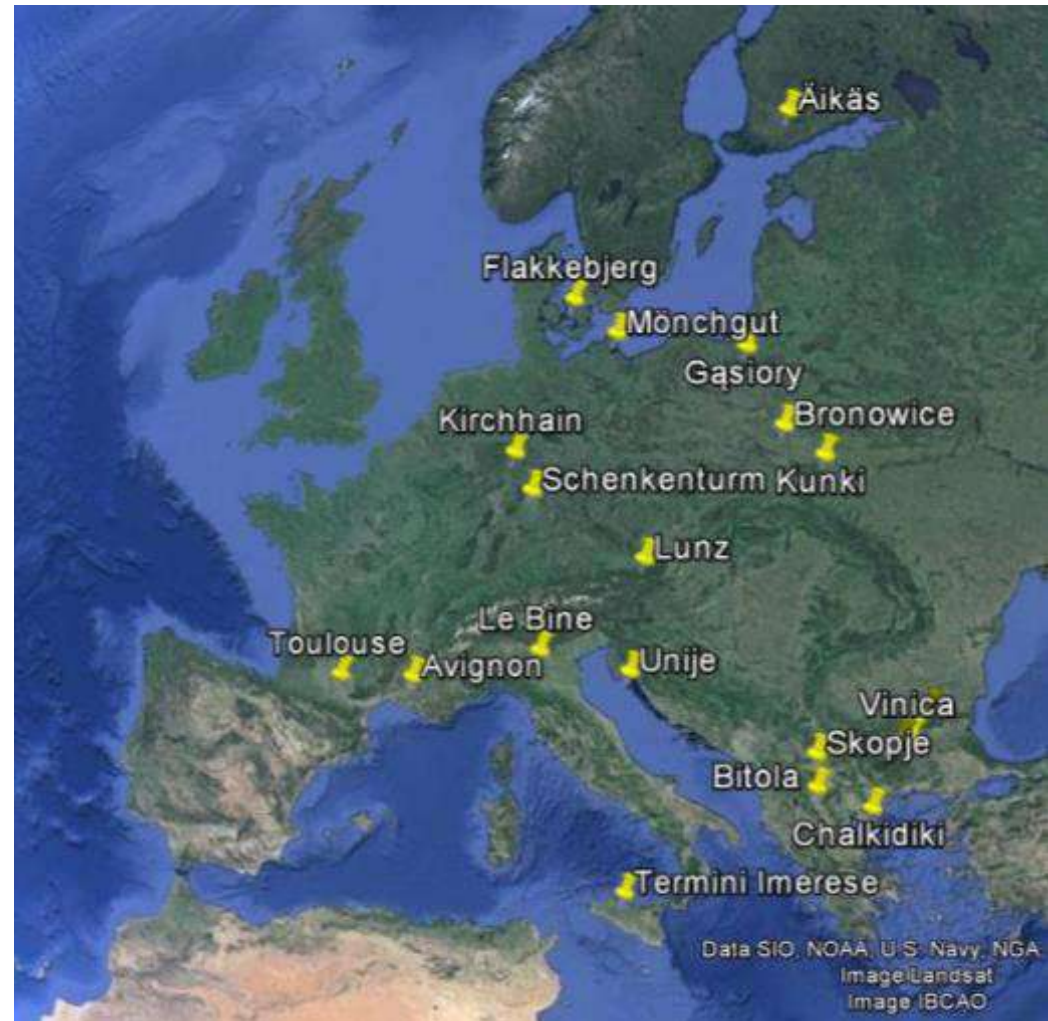 Äikäs
Flakkebjerg
Mönchgut
Gąsiory
Bronowice
Kirchhain
Schenkenturm
Kunki
Lunz
Le Bine
Toulouse
Avignon
Unije
Vinica
Skopje
Bitola
Chalkidiki
Termini Imerese
Data SIO, NOAA, U.S. Navy, NGA
Image Landsat
Image IBCAO